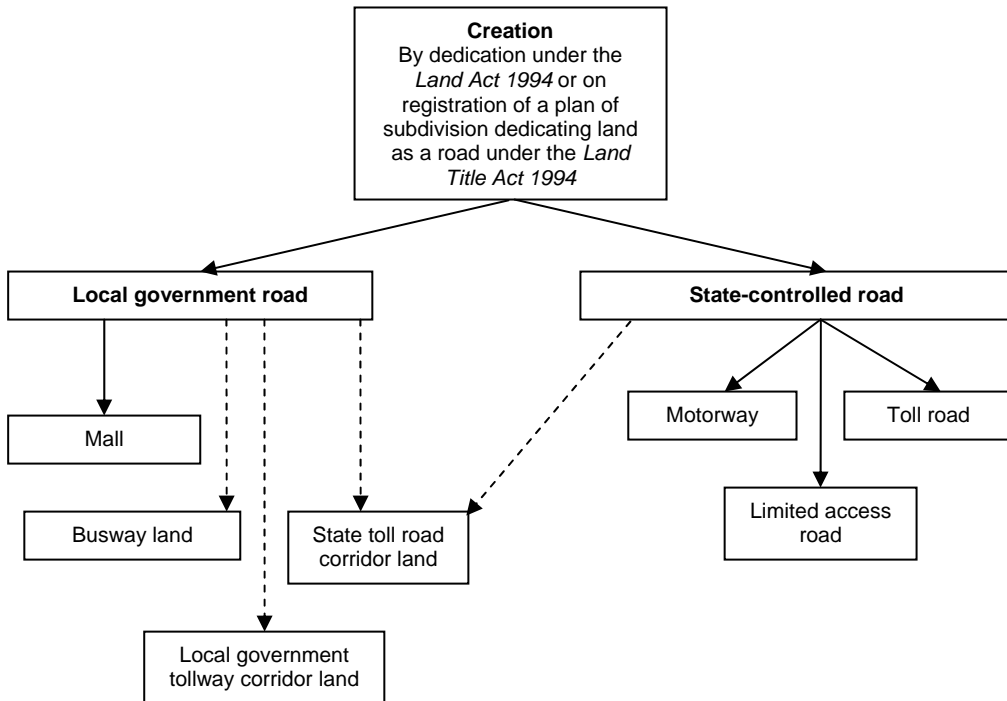 Creation
By dedication under the
Land Act 1994 or on
registration of a plan of
subdivision dedicating land
as a road under the Land
Title Act 1994
Local government road
State-controlled road
Mall
Motorway
Toll road
Busway land
State toll road
corridor land
Limited access
road
Local government
tollway corridor land